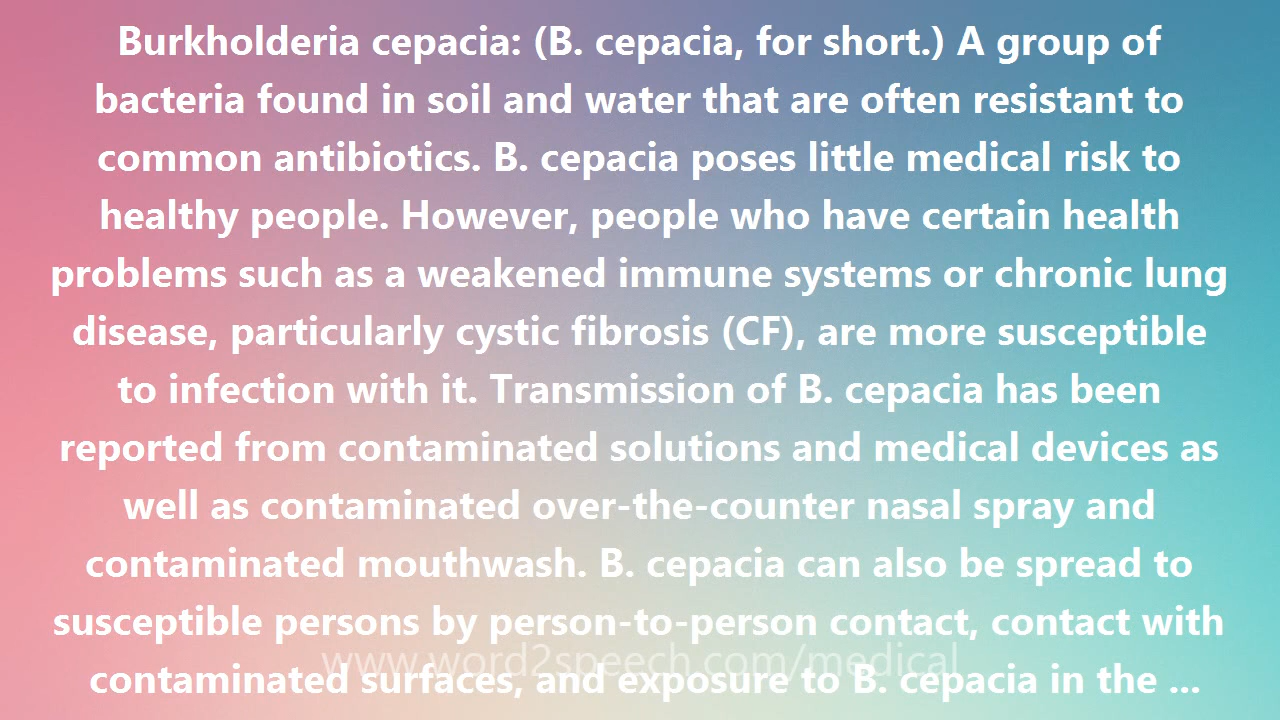 Burkholderia cepacia: (B. cepacia, for short.) A group of
bacteria found in soil and water that are often resistant to
common antibiotics. B. cepacia poses little medical risk to
healthy people. However, people who have certain health
problems such as a weakened immune systems or chronic lung
disease, particularly cystic fibrosis (CF), are more susceptible
to infection with it. Transmission of B. cepacia has been
reported from contaminated solutions and medical devices as
well as contaminated over-the-counter nasal spray and
contaminated mouthwash. B. cepacia can also be spread to
susceptible persons by person-to-person contact, contact with
www.word2speech.com/medical
contaminated surfaces, and exposure to B. cepacia in the ...